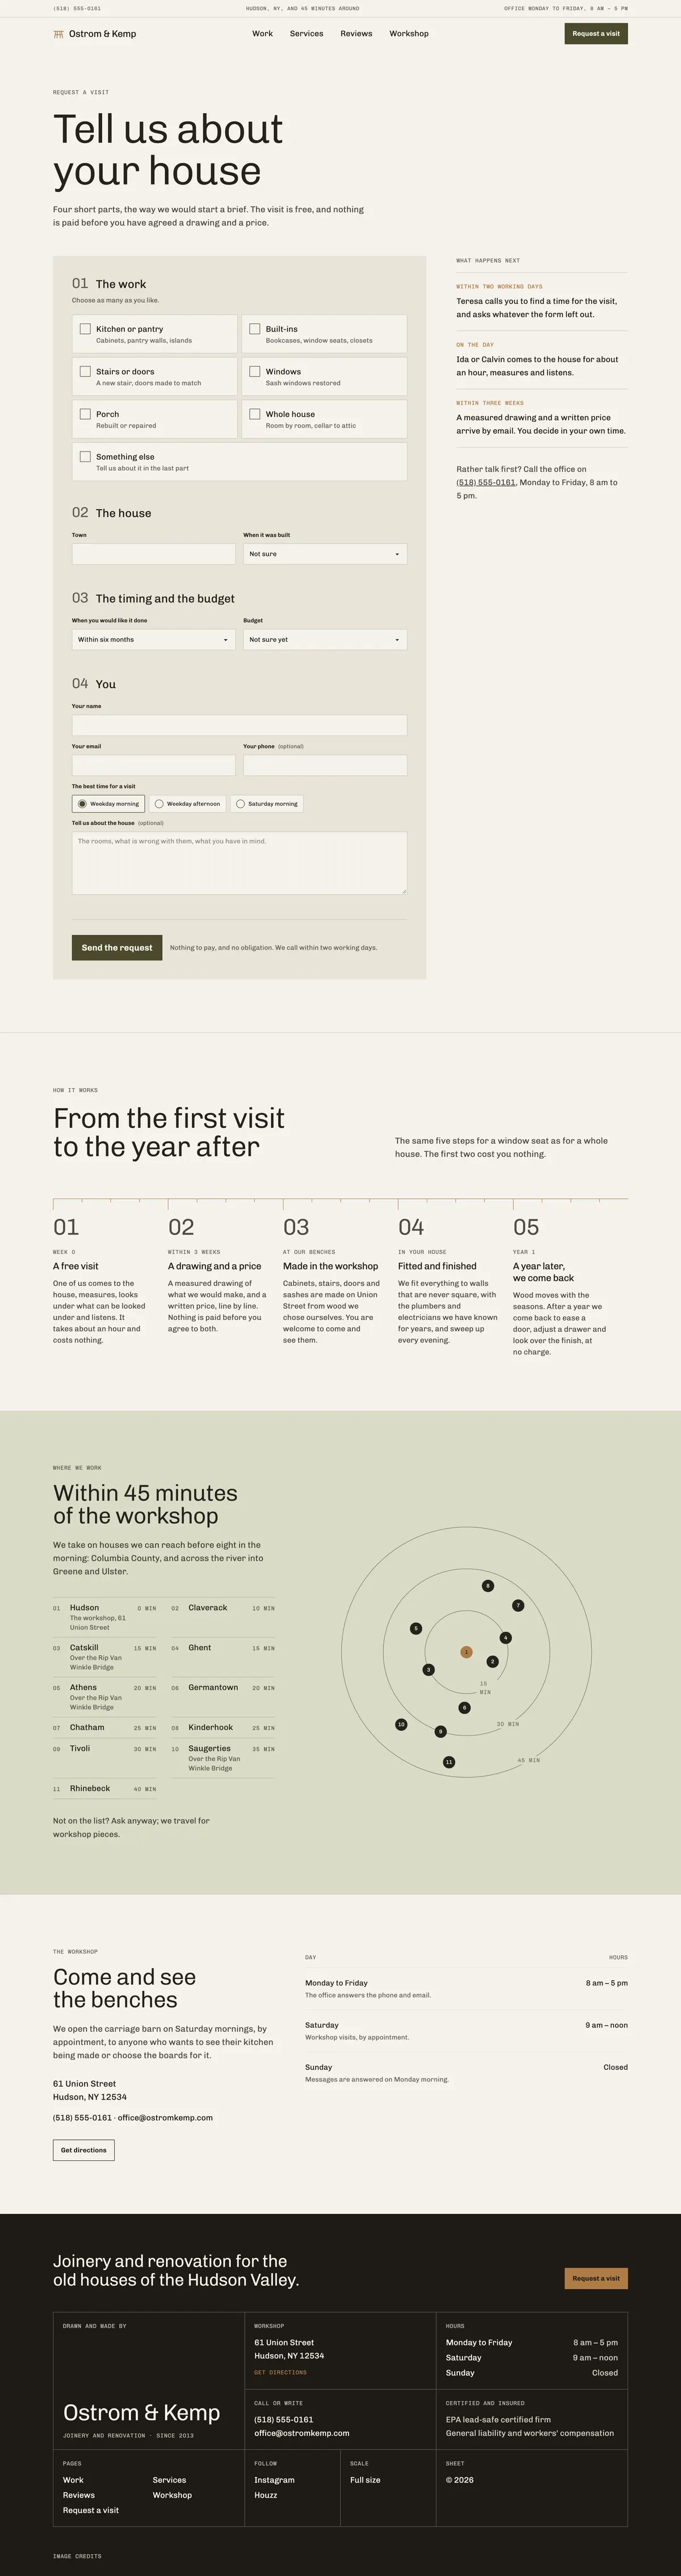 (518) 555-0161
HUDSON, NY, AND 45 MINUTES AROUND
OFFICE MONDAY TO FRIDAY, 8 AM – 5 PM
Ostrom & Kemp
Work
Services
Reviews
Workshop
Request a visit
REQUEST A VISIT
Tell us about
your house
Four short parts, the way we would start a brief. The visit is free, and nothing
is paid before you have agreed a drawing and a price.
01 The work
Choose as many as you like.
Kitchen or pantry
Cabinets, pantry walls, islands
Built-ins
Bookcases, window seats, closets
Stairs or doors
A new stair, doors made to match
Windows
Sash windows restored
Porch
Rebuilt or repaired
Whole house
Room by room, cellar to attic
Something else
Tell us about it in the last part
02 The house
Town
When it was built
Not sure
03 The timing and the budget
When you would like it done
Within six months
Budget
Not sure yet
04 You
Your name
Your email
Your phone (optional)
The best time for a visit
Weekday morning
Weekday afternoon
Saturday morning
Tell us about the house (optional)
The rooms, what is wrong with them, what you have in mind.
Send the request
Nothing to pay, and no obligation. We call within two working days.
WHAT HAPPENS NEXT
WITHIN TWO WORKING DAYS
Teresa calls you to find a time for the visit,
and asks whatever the form left out.
ON THE DAY
Ida or Calvin comes to the house for about
an hour, measures and listens.
WITHIN THREE WEEKS
A measured drawing and a written price
arrive by email. You decide in your own time.
Rather talk first? Call the office on
(518) 555-0161, Monday to Friday, 8 am to
5 pm.
HOW IT WORKS
From the first visit
to the year after
The same five steps for a window seat as for a whole
house. The first two cost you nothing.
01
WEEK 0
A free visit
One of us comes to the
house, measures, looks
under what can be looked
under and listens. It
takes about an hour and
costs nothing.
02
WITHIN 3 WEEKS
A drawing and a price
A measured drawing of
what we would make, and a
written price, line by line.
Nothing is paid before you
agree to both.
03
AT OUR BENCHES
Made in the workshop
Cabinets, stairs, doors and
sashes are made on Union
Street from wood we
chose ourselves. You are
welcome to come and
see them.
04
IN YOUR HOUSE
Fitted and finished
We fit everything to walls
that are never square, with
the plumbers and
electricians we have known
for years, and sweep up
every evening.
05
YEAR 1
A year later,
we come back
Wood moves with the
seasons. After a year we
come back to ease a
door, adjust a drawer and
look over the finish, at
no charge.
WHERE WE WORK
Within 45 minutes
of the workshop
We take on houses we can reach before eight in the
morning: Columbia County, and across the river into
Greene and Ulster.
01 Hudson 0 MIN
The workshop, 61
Union Street
02 Claverack 10 MIN
03 Catskill 15 MIN
Over the Rip Van
Winkle Bridge
04 Ghent 15 MIN
05 Athens 20 MIN
Over the Rip Van
Winkle Bridge
06 Germantown 20 MIN
07 Chatham 25 MIN
08 Kinderhook 25 MIN
09 Tivoli 30 MIN
10 Saugerties 35 MIN
Over the Rip Van
Winkle Bridge
11 Rhinebeck 40 MIN
Not on the list? Ask anyway; we travel for
workshop pieces.
8
7
5
4
1
2
3
15
MIN
6
30 MIN
10
9
45 MIN
11
THE WORKSHOP
Come and see
the benches
We open the carriage barn on Saturday mornings, by
appointment, to anyone who wants to see their kitchen
being made or choose the boards for it.
61 Union Street
Hudson, NY 12534
(518) 555-0161 · office@ostromkemp.com
Get directions
DAY
HOURS
Monday to Friday
8 am – 5 pm
The office answers the phone and email.
Saturday
9 am – noon
Workshop visits, by appointment.
Sunday
Closed
Messages are answered on Monday morning.
Joinery and renovation for the
old houses of the Hudson Valley.
Request a visit
DRAWN AND MADE BY
Ostrom & Kemp
JOINERY AND RENOVATION · SINCE 2013
WORKSHOP
61 Union Street
Hudson, NY 12534
GET DIRECTIONS
HOURS
Monday to Friday 8 am – 5 pm
Saturday 9 am – noon
Sunday Closed
CALL OR WRITE
(518) 555-0161
office@ostromkemp.com
CERTIFIED AND INSURED
EPA lead-safe certified firm
General liability and workers' compensation
PAGES
Work
Services
Reviews
Workshop
Request a visit
FOLLOW
Instagram
Houzz
SCALE
Full size
SHEET
© 2026
IMAGE CREDITS